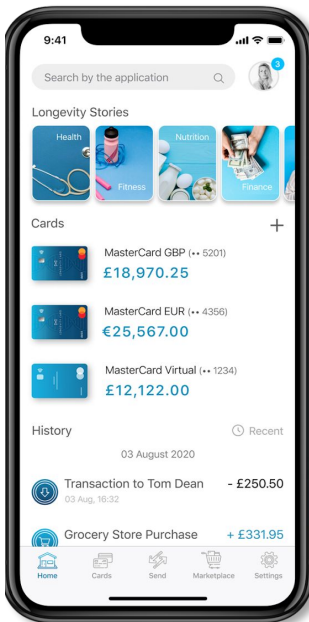 9:41
Search by the application
3
Longevity Stories
Health
Fitness
Nutrition
Finance
Cards
MasterCard GBP (•• 5201)
£18,970.25
MasterCard EUR (•• 4356)
€25,567.00
MasterCard Virtual (•• 1234)
£12,122.00
History
Recent
03 August 2020
Transaction to Tom Dean - £250.50
03 Aug, 16:32
Grocery Store Purchase + £331.95
Home Cards Send Marketplace Settings